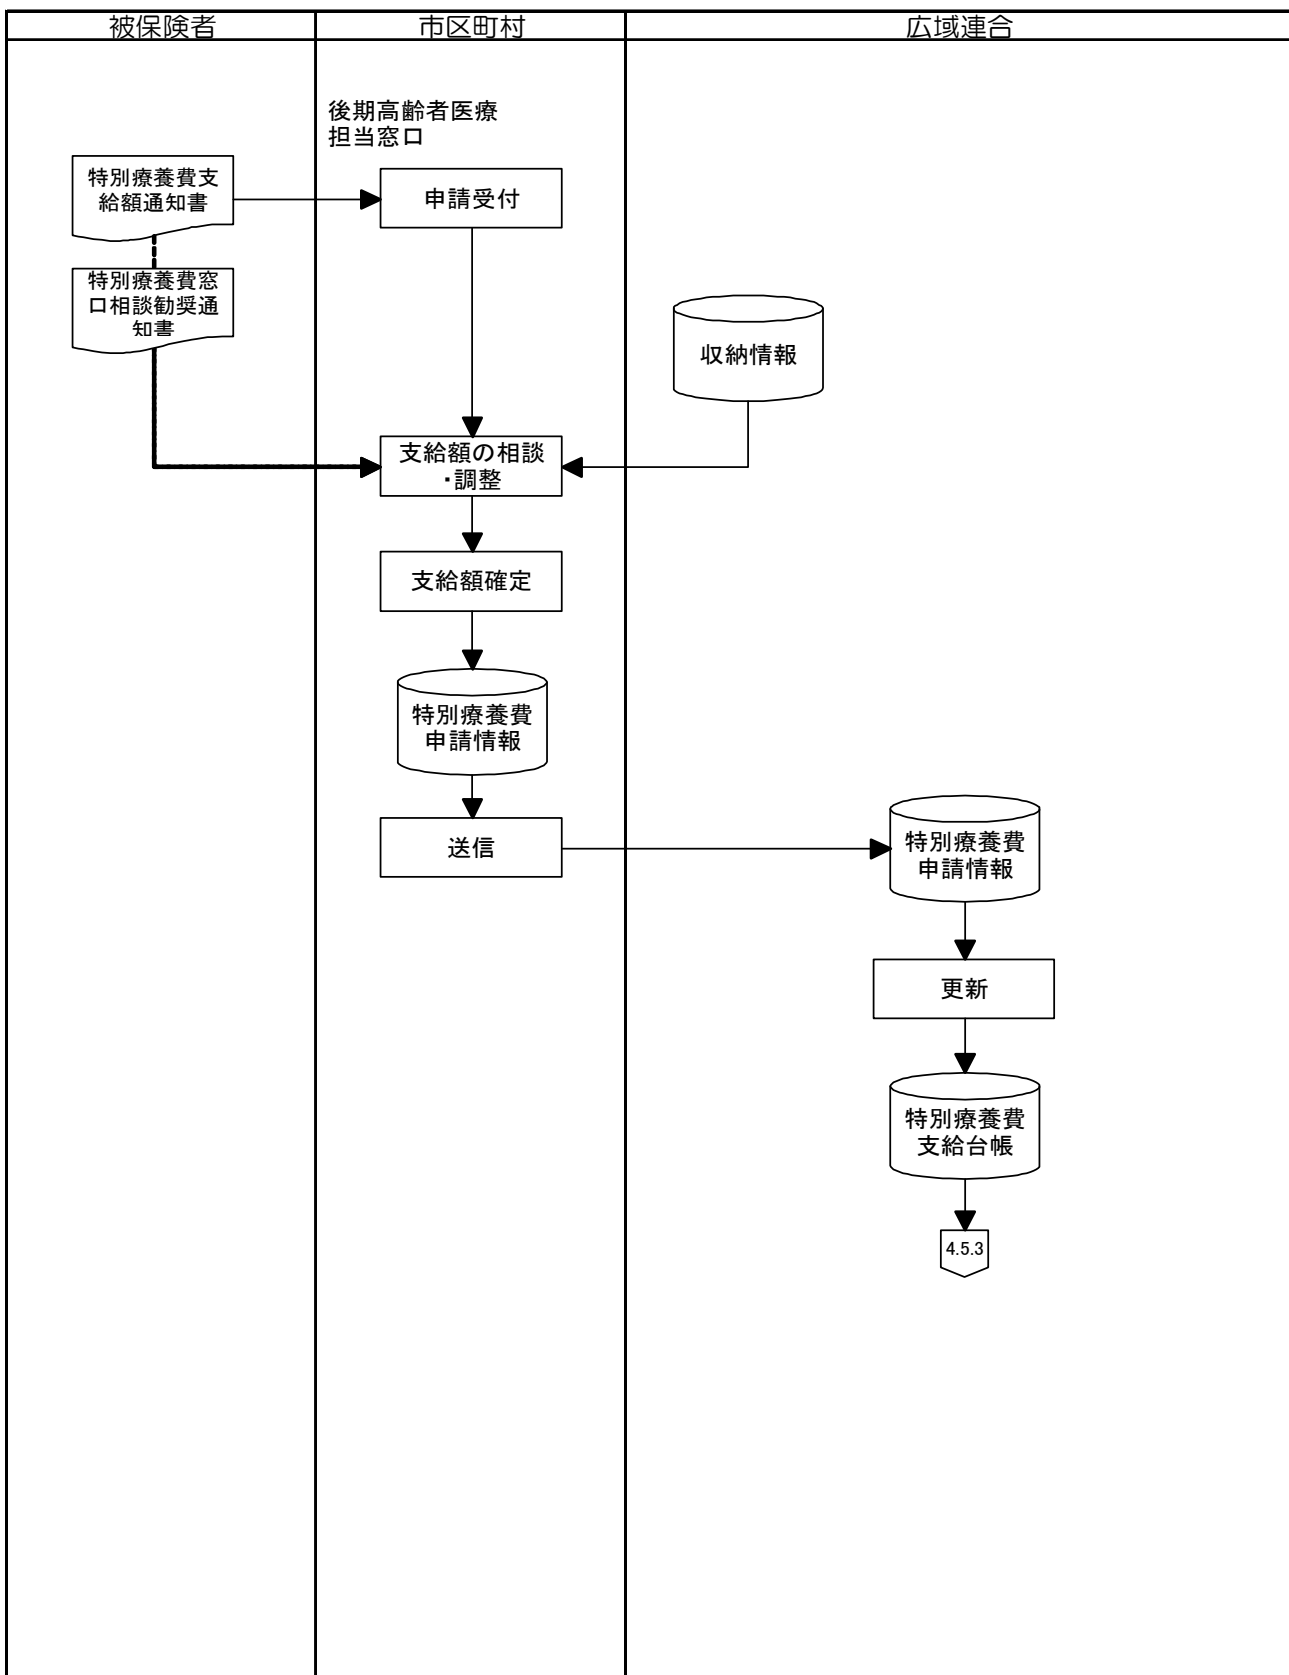 被保険者
市区町村
広域連合
後期高齢者医療
担当窓口
特別療養費支
給額通知書
申請受付
特別療養費窓
口相談勧奨通
知書
収納情報
支給額の相談
・調整
支給額確定
特別療養費
申請情報
送信
特別療養費
申請情報
更新
特別療養費
支給台帳
4.5.3